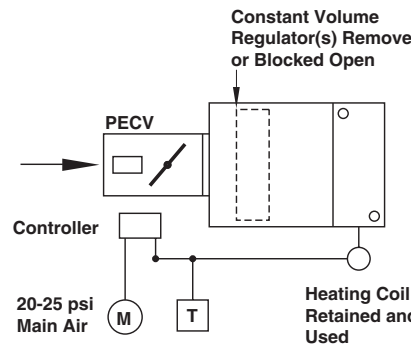 Constant Volume
Regulator(s) Remove
or Blocked Open
PECV
Controller
20-25 psi
Main Air
M
T
Heating Coil
Retained and
Used